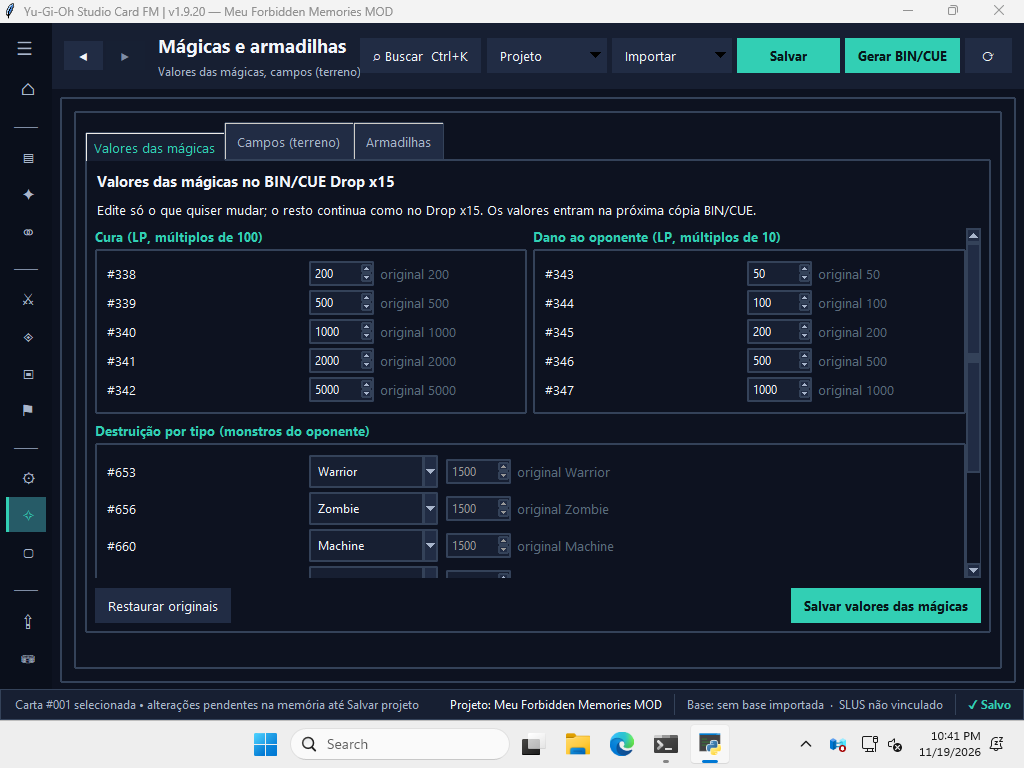 Yu-Gi-Oh Studio Card FM | v1.9.20 — Meu Forbidden Memories MOD
Mágicas e armadilhas
Valores das mágicas, campos (terreno)
Buscar Ctrl+K
Projeto
Importar
Salvar
Gerar BIN/CUE
Valores das mágicas
Campos (terreno)
Armadilhas
Valores das mágicas no BIN/CUE Drop x15
Edite só o que quiser mudar; o resto continua como no Drop x15. Os valores entram na próxima cópia BIN/CUE.
Cura (LP, múltiplos de 100)
#338 200 original 200
#339 500 original 500
#340 1000 original 1000
#341 2000 original 2000
#342 5000 original 5000
Dano ao oponente (LP, múltiplos de 10)
#343 50 original 50
#344 100 original 100
#345 200 original 200
#346 500 original 500
#347 1000 original 1000
Destruição por tipo (monstros do oponente)
#653 Warrior 1500 original Warrior
#656 Zombie 1500 original Zombie
#660 Machine 1500 original Machine
Restaurar originais
Salvar valores das mágicas
Carta #001 selecionada • alterações pendentes na memória até Salvar projeto
Projeto: Meu Forbidden Memories MOD
Base: sem base importada · SLUS não vinculado
✓ Salvo
Search
10:41 PM
11/19/2026